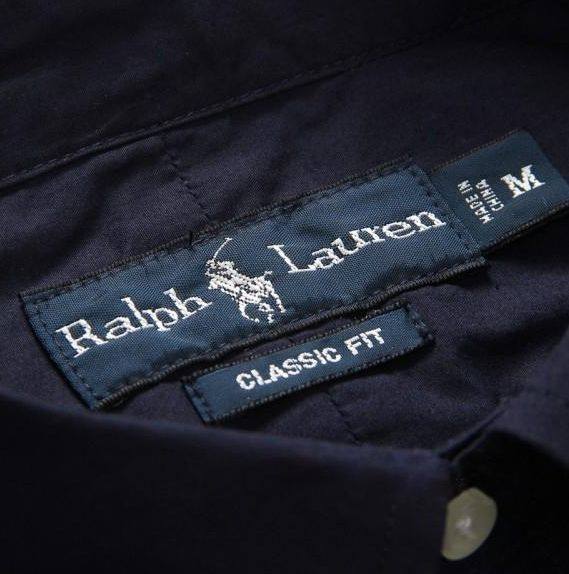 Ralph Lauren
MADE IN
CHINA
M
CLASSIC FIT